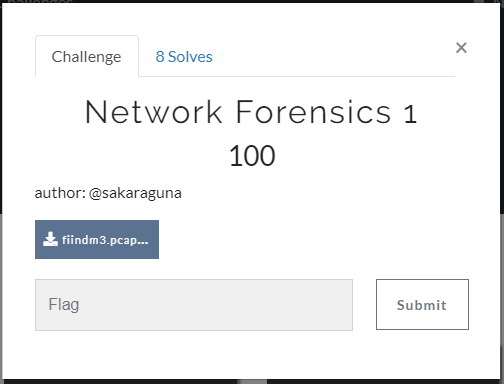 Challenge
8 Solves
×
Network Forensics 1
100
author: @sakaraguna
fiindm3.pcap...
Flag
Submit